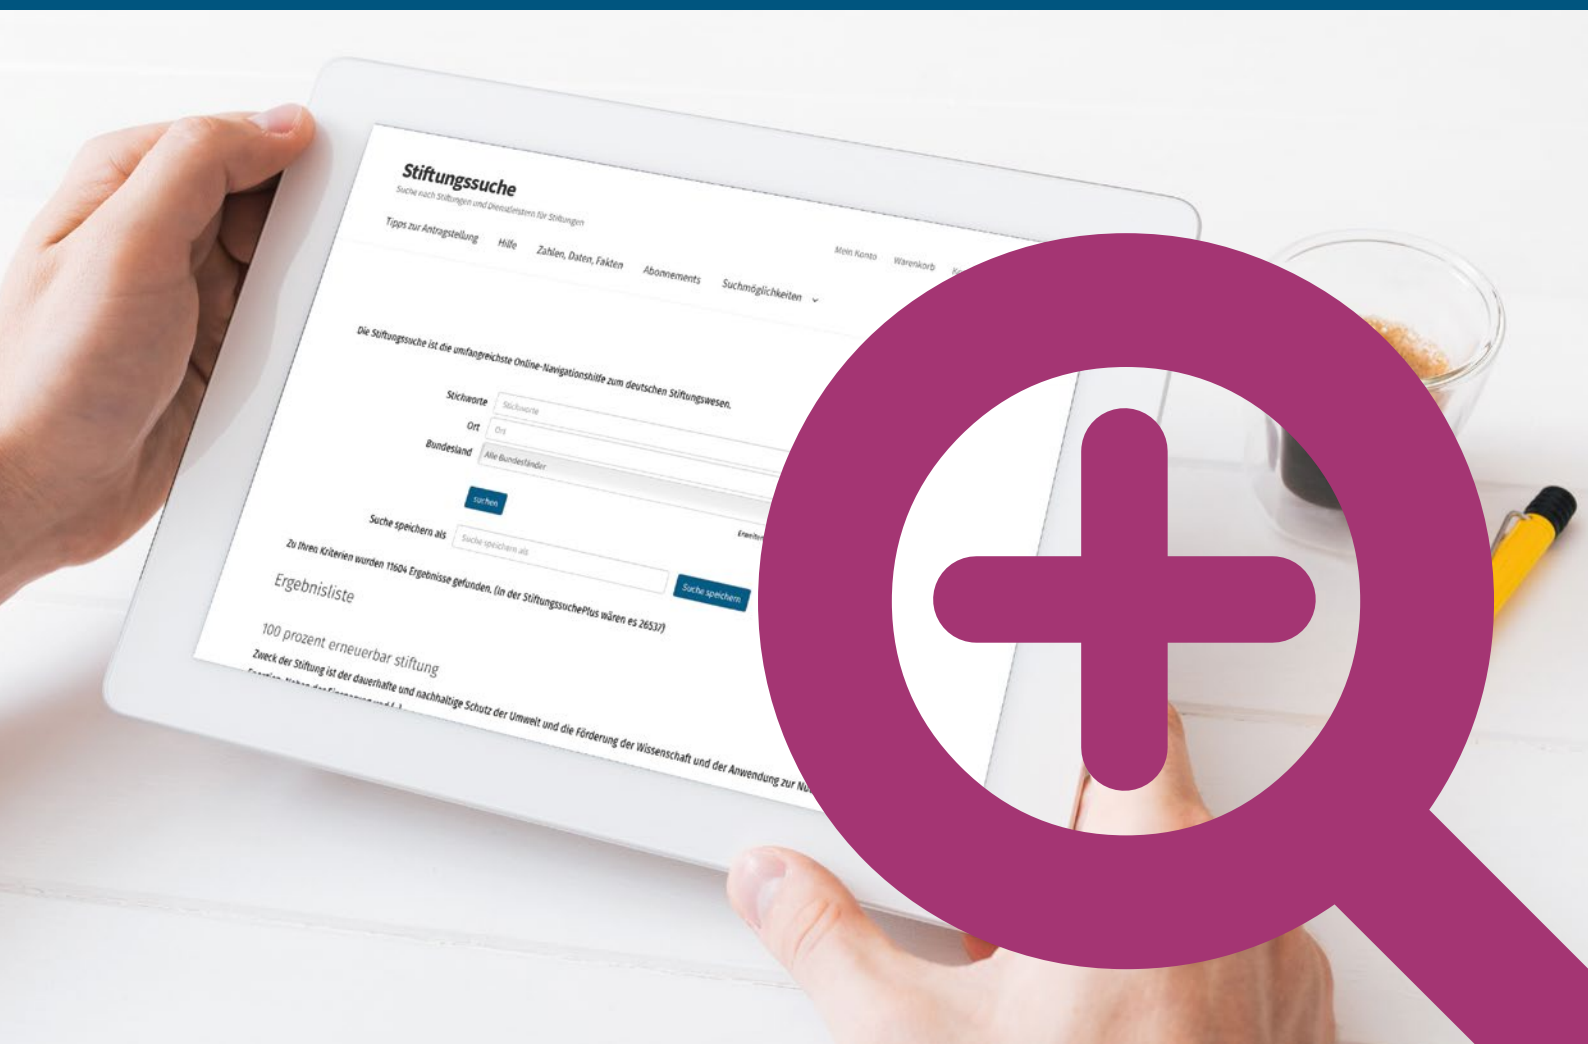 Stiftungssuche
Suche nach Stiftungen und Dienstleistern für Stiftungen
Mein Konto Warenkorb
Tipps zur Antragstellung Hilfe Zahlen, Daten, Fakten Abonnements Suchmöglichkeiten
Die Stiftungssuche ist die umfangreichste Online-Navigationshilfe zum deutschen Stiftungswesen.
Stichworte Stichworte
Ort Ort
Bundesland Alle Bundesländer
suchen
Suche speichern als Suche speichern als Suche speichern
Zu Ihren Kriterien wurden 11604 Ergebnisse gefunden. (In der StiftungssuchePlus wären es 26537)
Ergebnisliste
100 prozent erneuerbar stiftung
Zweck der Stiftung ist der dauerhafte und nachhaltige Schutz der Umwelt und die Förderung der Wissenschaft und der Anwendung zur